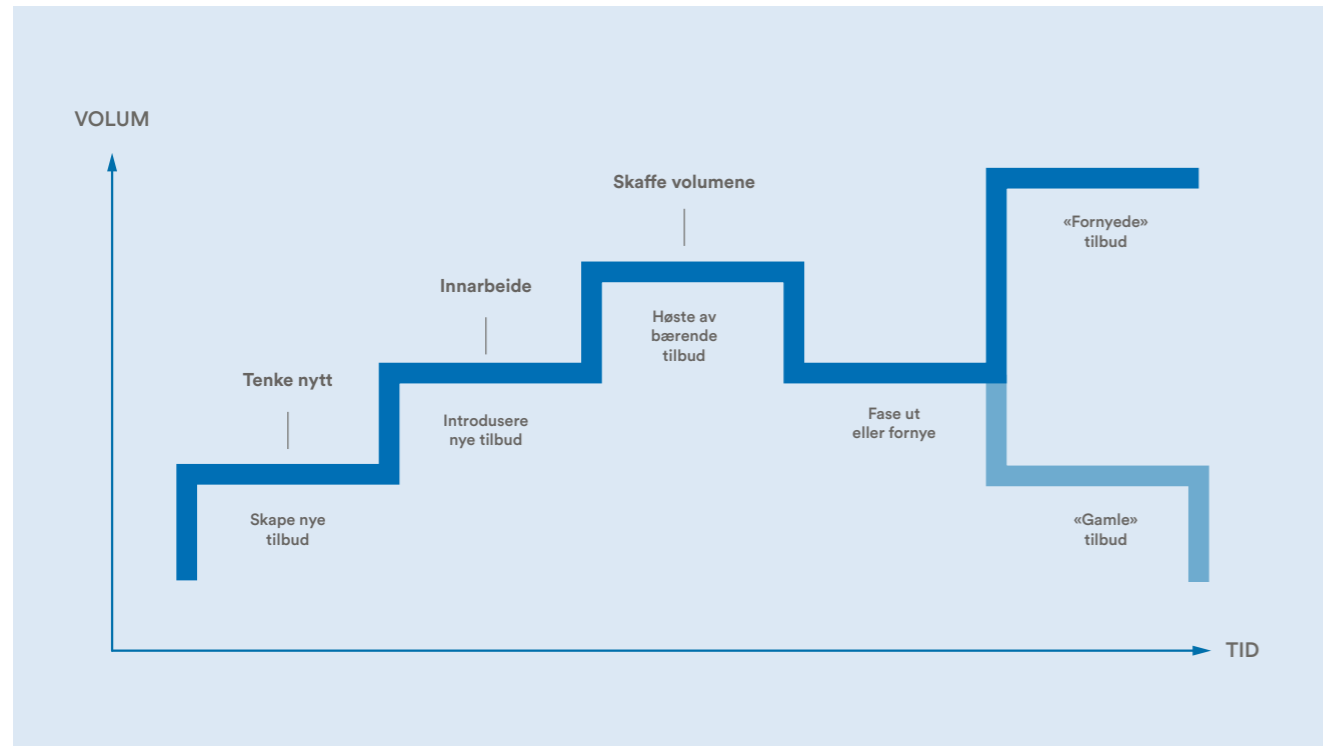 VOLUM
Skaffe volumene
«Fornyede»
tilbud
Innarbeide
Høste av
bærende
tilbud
Tenke nytt
Introdusere
nye tilbud
Fase ut
eller fornye
Skape nye
tilbud
«Gamle»
tilbud
TID